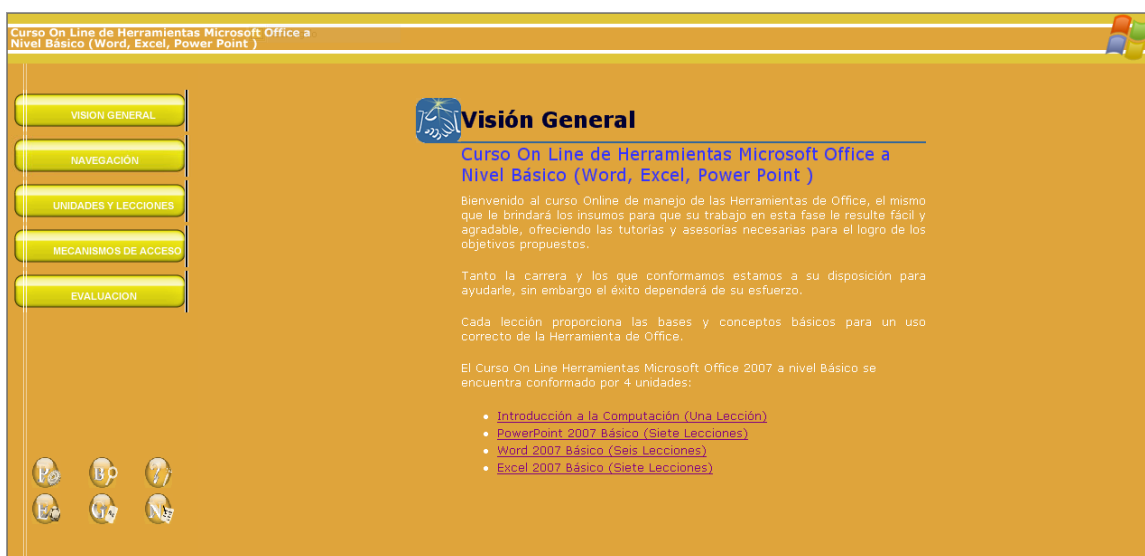 Curso On Line de Herramientas Microsoft Office a
Nivel Básico (Word, Excel, Power Point )
VISION GENERAL
NAVEGACIÓN
UNIDADES Y LECCIONES
MECANISMOS DE ACCESO
EVALUACION
Visión General
Curso On Line de Herramientas Microsoft Office a
Nivel Básico (Word, Excel, Power Point )
Bienvenido al curso Online de manejo de las Herramientas de Office, el mismo
que le brindará los insumos para que su trabajo en esta fase le resulte fácil y
agradable, ofreciendo las tutorías y asesorías necesarias para el logro de los
objetivos propuestos.
Tanto la carrera y los que conformamos estamos a su disposición para
ayudarle, sin embargo el éxito dependerá de su esfuerzo.
Cada lección proporciona las bases y conceptos básicos para un uso
correcto de la Herramienta de Office.
El Curso On Line Herramientas Microsoft Office 2007 a nivel Básico se
encuentra conformado por 4 unidades:
Introducción a la Computación (Una Lección)
PowerPoint 2007 Básico (Siete Lecciones)
Word 2007 Básico (Seis Lecciones)
Excel 2007 Básico (Siete Lecciones)